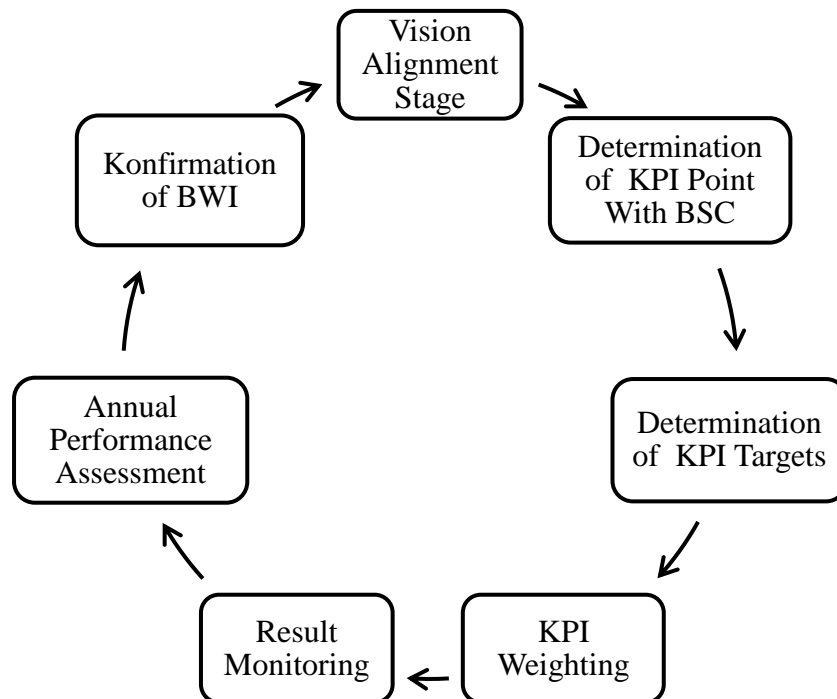 Vision
Alignment
Stage
Determination
of KPI Point
With BSC
Determination
of KPI Targets
KPI
Weighting
Result
Monitoring
Annual
Performance
Assessment
Konfirmation
of BWI